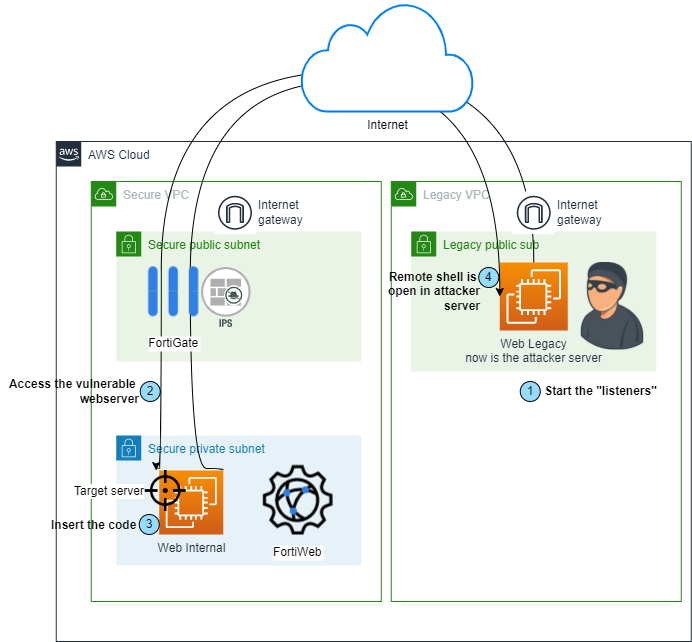 Internet
aws
AWS Cloud
Secure VPC
Internet
gateway
Secure public subnet
IPS
FortiGate
Access the vulnerable
webserver
2
Secure private subnet
Target server
Insert the code
3
Web Internal
FortiWeb
Legacy VPC
Internet
gateway
Legacy public sub
Remote shell is
open in attacker
server
4
Web Legacy
now is the attacker server
1
Start the "listeners"